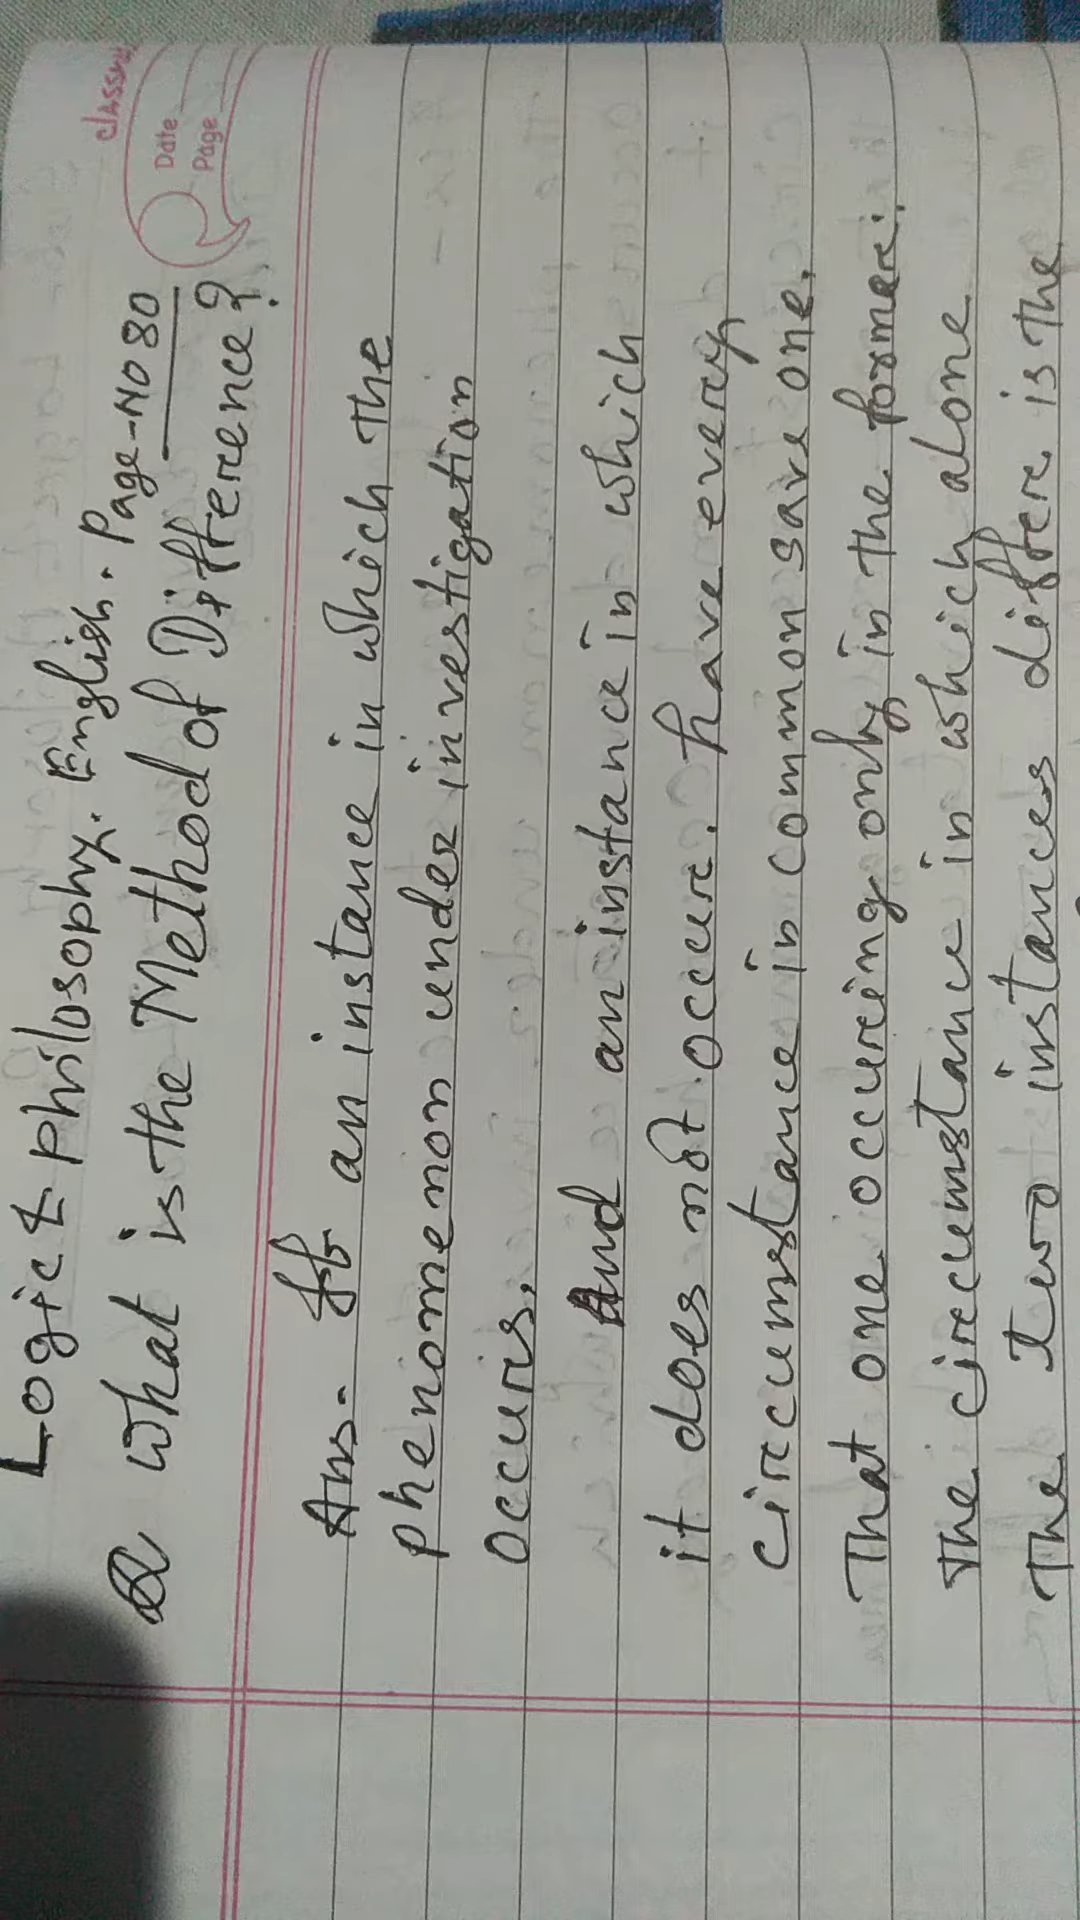 classmate
Date
Page
Logic & philosophy. English. Page-No 80
Q What is the Method of Difference?
Ans- If an instance in which the
phenomenon under investigation
occurs.
And an instance in which
it does not occur. have every
circumstance in common save one.
That one. occurring only in the former.
The circumstance in which alone
The two instances differ. is the